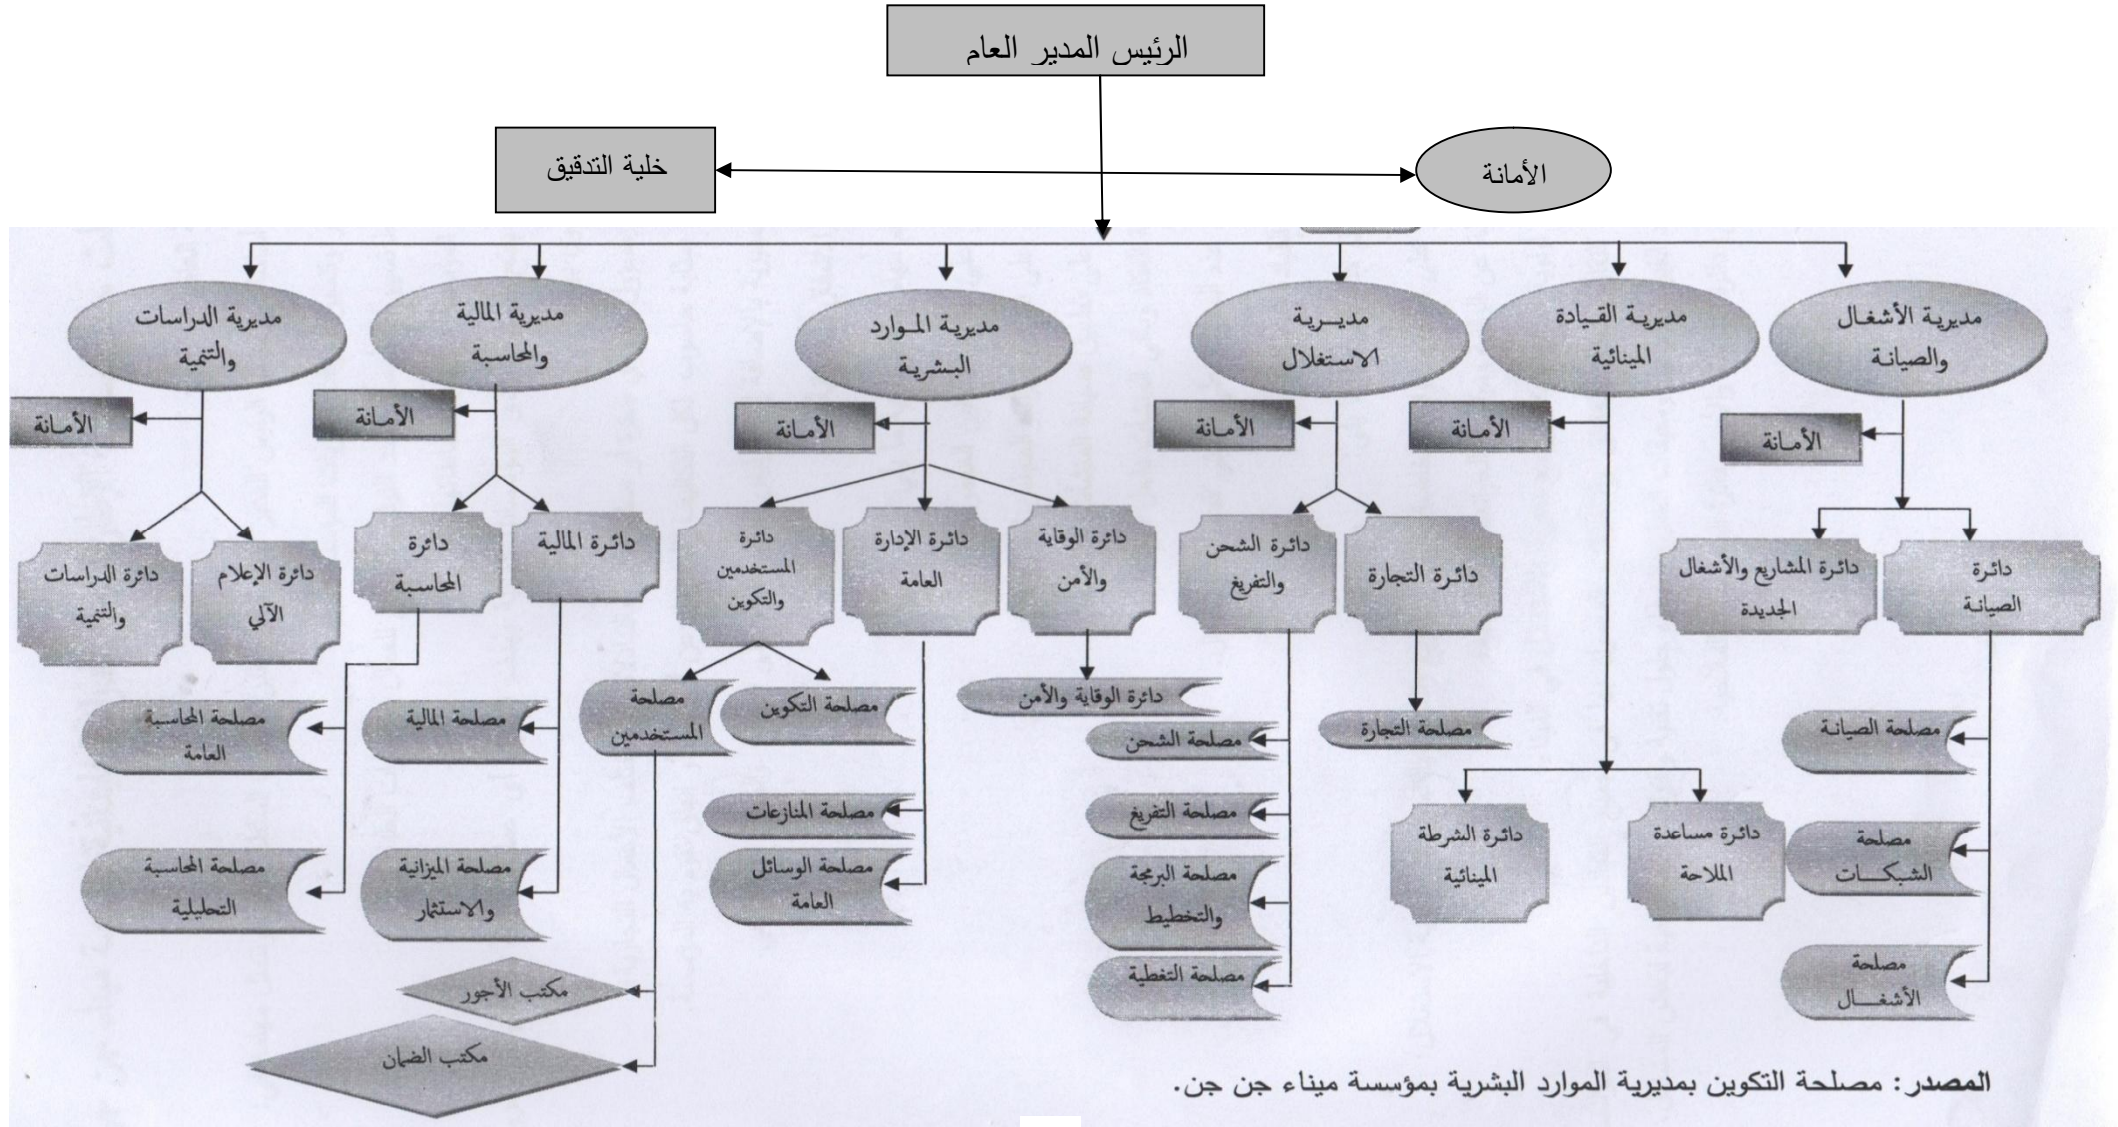 الرئيس المدير العام
الأمانة
خلية التدقيق
مديرية الأشغال
والصيانة
مديرية القيادة
المينائية
مديرية
الاستغلال
مديرية الموارد
البشرية
مديرية المالية
والمحاسبة
مديرية الدراسات
والتنمية
الأمانة
الأمانة
الأمانة
الأمانة
الأمانة
الأمانة
دائرة
الصيانة
دائرة المشاريع والأشغال
الجديدة
دائرة التجارة
دائرة الشحن
والتفريغ
دائرة الوقاية
والأمن
دائرة الإدارة
العامة
دائرة
المستخدمين
والتكوين
دائرة المالية
دائرة
المحاسبة
دائرة الإعلام
الآلي
دائرة الدراسات
والتنمية
مصلحة الصيانة
مصلحة
الشبكات
مصلحة
الأشغال
دائرة مساعدة
الملاحة
دائرة الشرطة
المينائية
مصلحة التجارة
مصلحة الشحن
مصلحة التفريغ
مصلحة البرمجة
والتخطيط
مصلحة التغطية
دائرة الوقاية والأمن
مصلحة المنازعات
مصلحة الوسائل
العامة
مصلحة التكوين
مصلحة
المستخدمين
مكتب الأجور
مكتب الضمان
مصلحة المالية
مصلحة الميزانية
والاستثمار
مصلحة المحاسبة
العامة
مصلحة المحاسبة
التحليلية
المصدر: مصلحة التكوين بمديرية الموارد البشرية بمؤسسة ميناء جن جن.